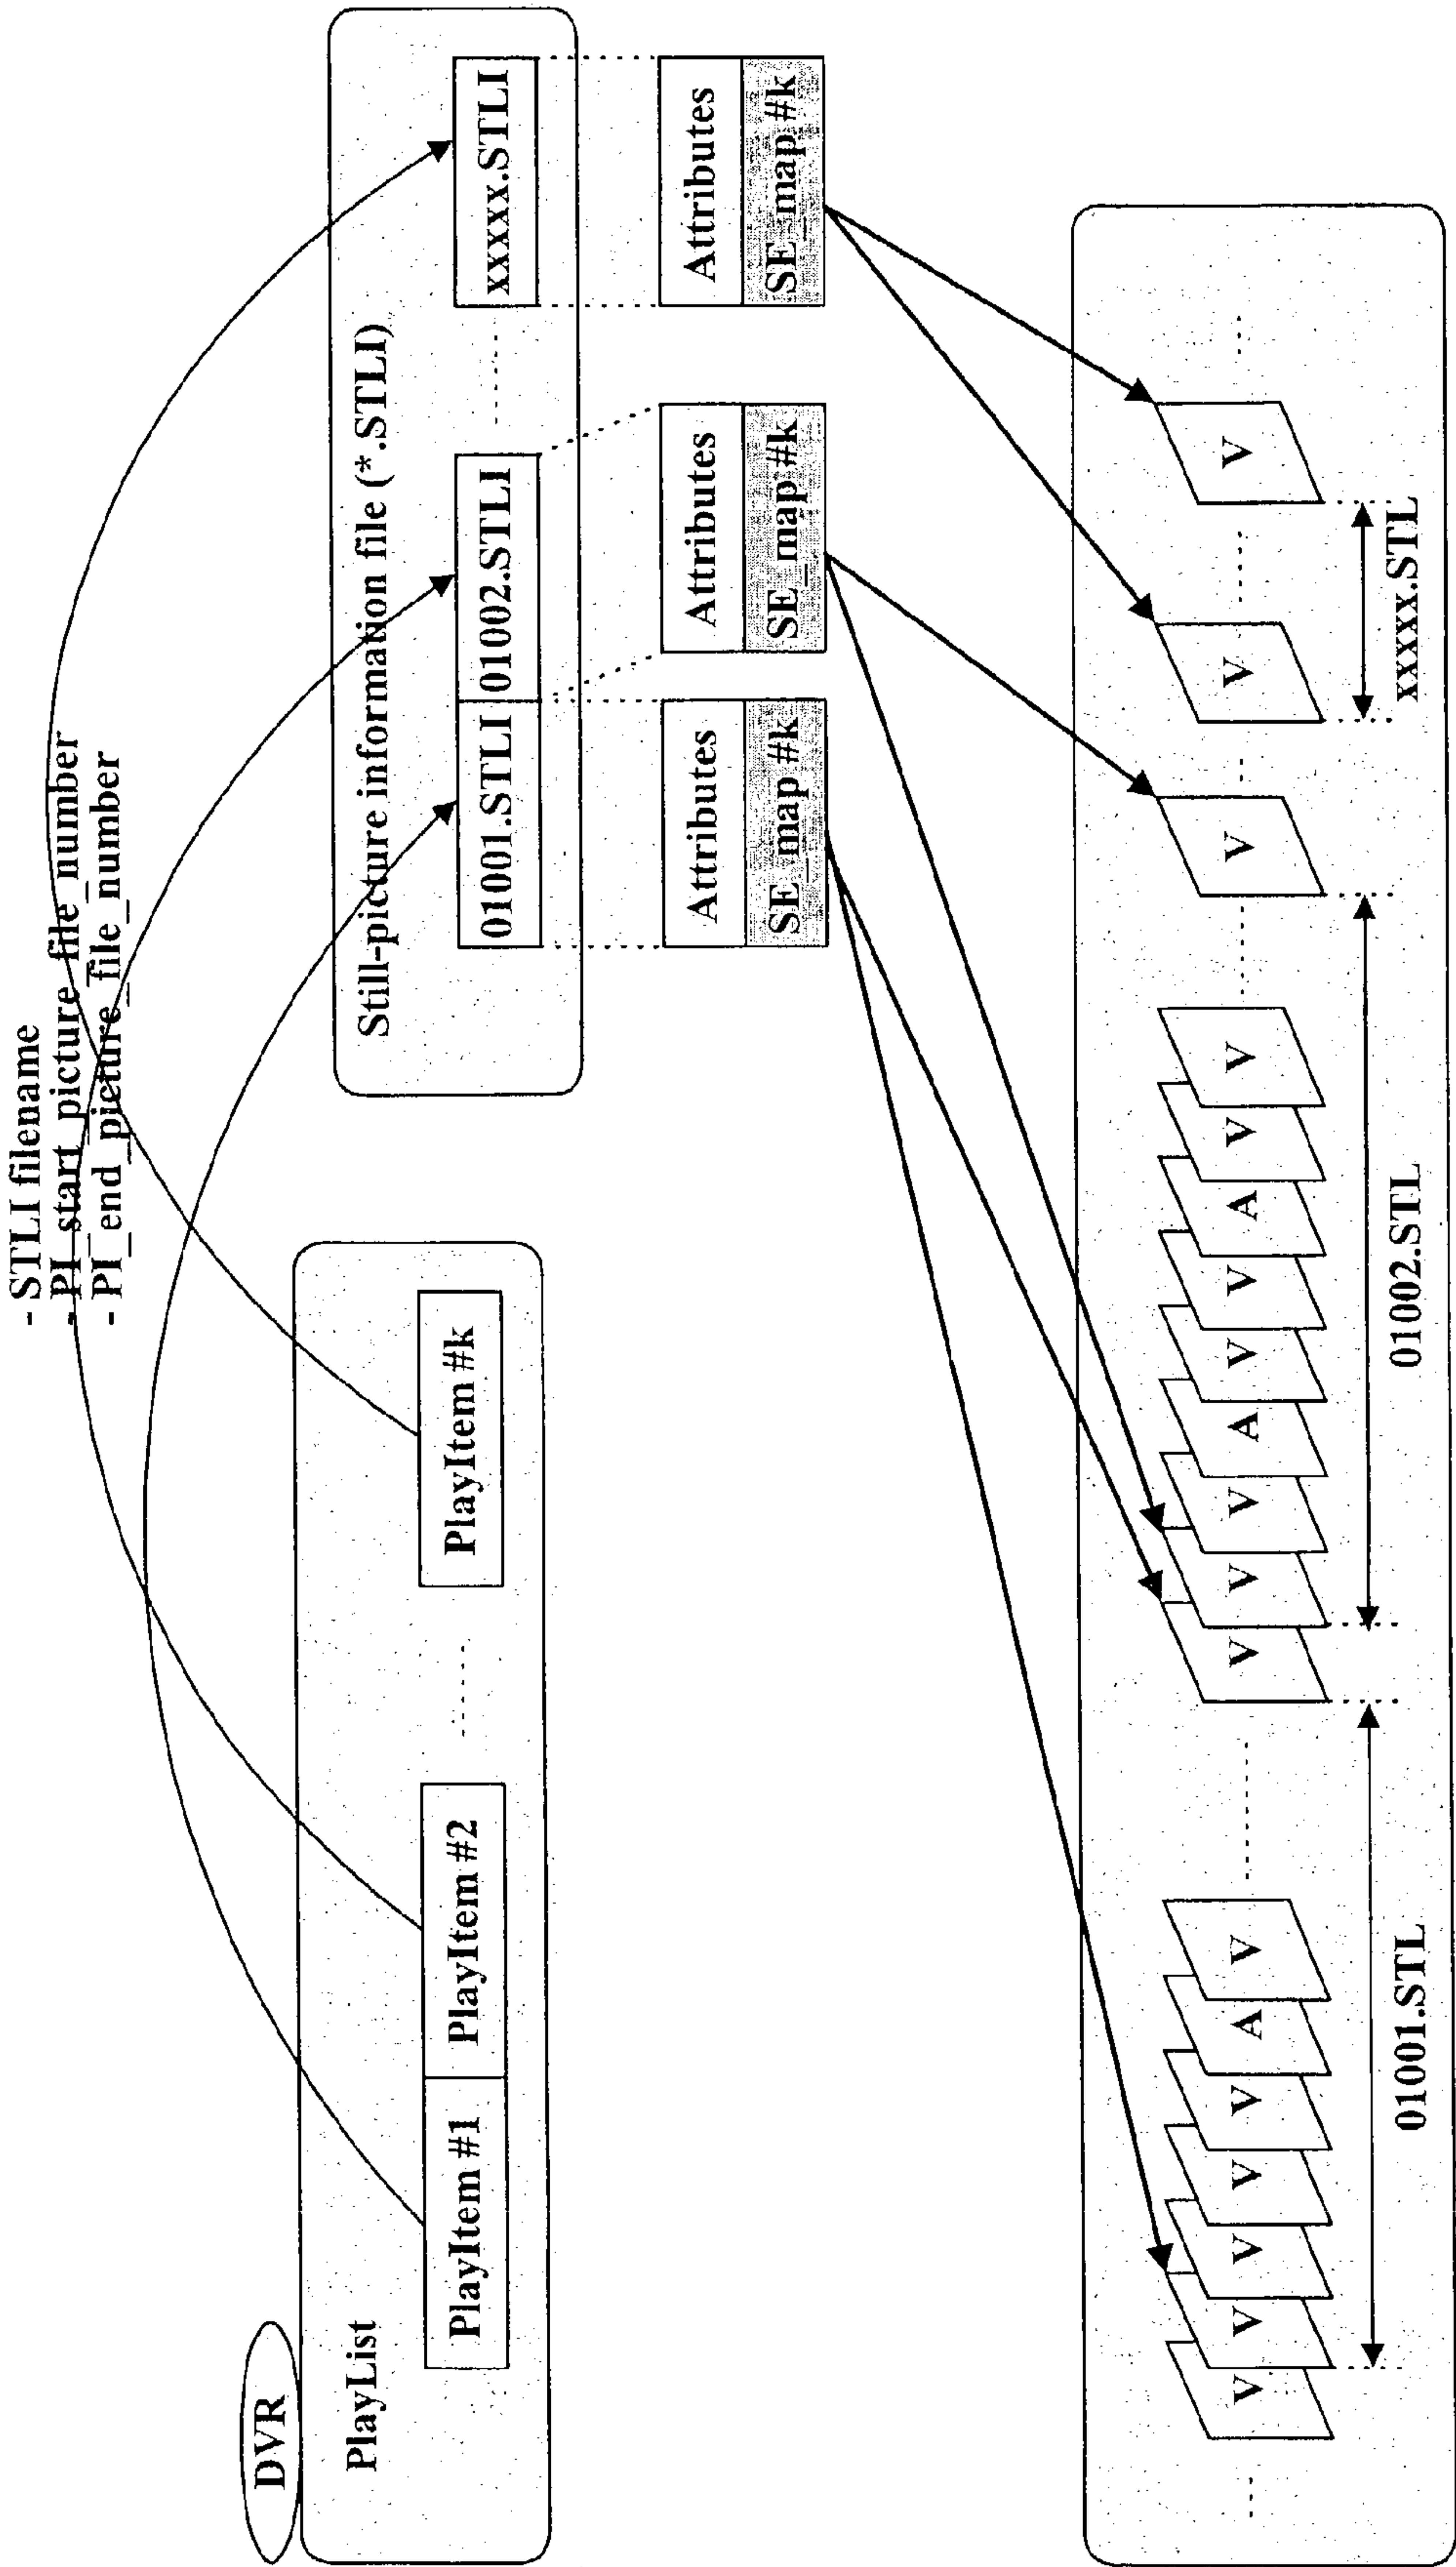 - STLI filename
- PI_start_picture_file_number
- PI_end_picture_file_number
DVR
PlayList
PlayItem #1
PlayItem #2
PlayItem #k
Still-picture information file (*.STLI)
01001.STLI
01002.STLI
xxxxx.STLI
Attributes
SE_map #k
Attributes
SE_map #k
Attributes
SE_map #k
V
V
V
V
V
A
V
V
V
V
A
V
V
A
V
V
V
V
V
01001.STL
01002.STL
xxxxx.STL